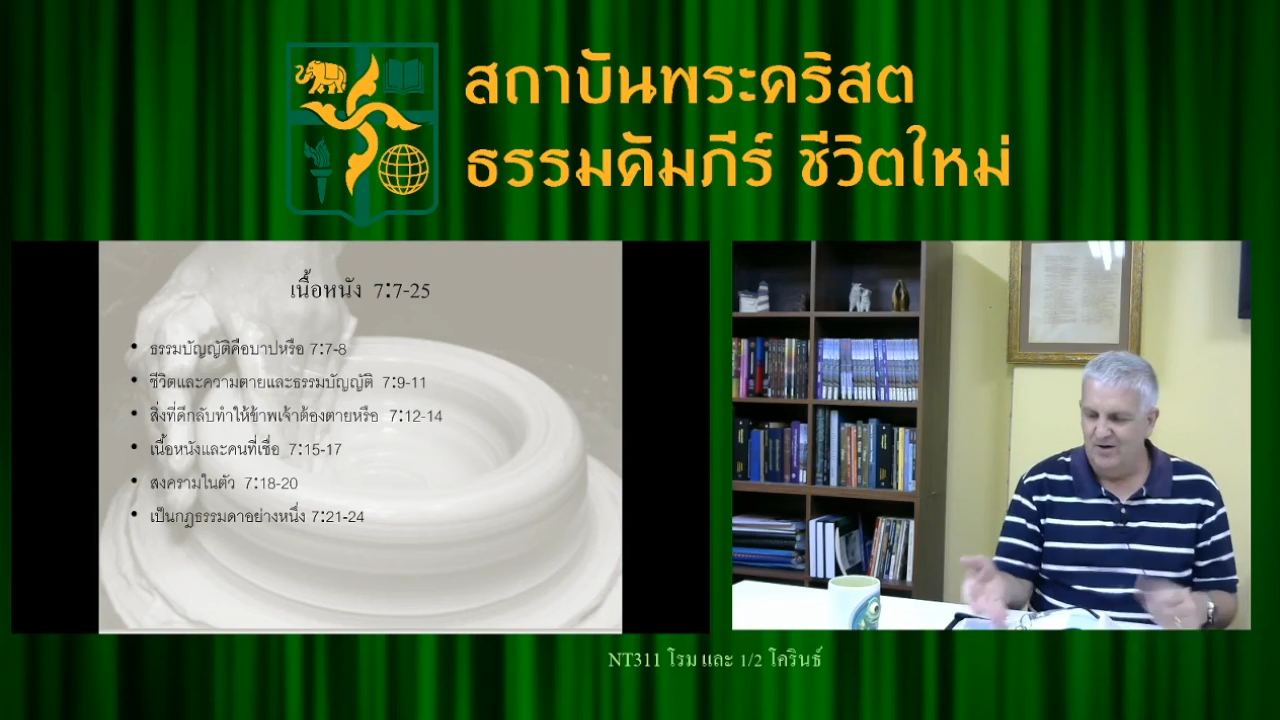 สถาบันพระคริสต
ธรรมคัมภีร์ ชีวิตใหม่
เนื้อหนัง 7:7-25
• ธรรมบัญญัติคือบาปหรือ 7:7-8
• ชีวิตและความตายและธรรมบัญญัติ 7:9-11
• สิ่งที่ดีกลับทำให้ข้าพเจ้าต้องตายหรือ 7:12-14
• เนื้อหนังและคนที่เชื่อ 7:15-17
• สงครามในตัว 7:18-20
• เป็นกฎธรรมดาอย่างหนึ่ง 7:21-24
NT311 โรม และ 1/2 โครินธ์